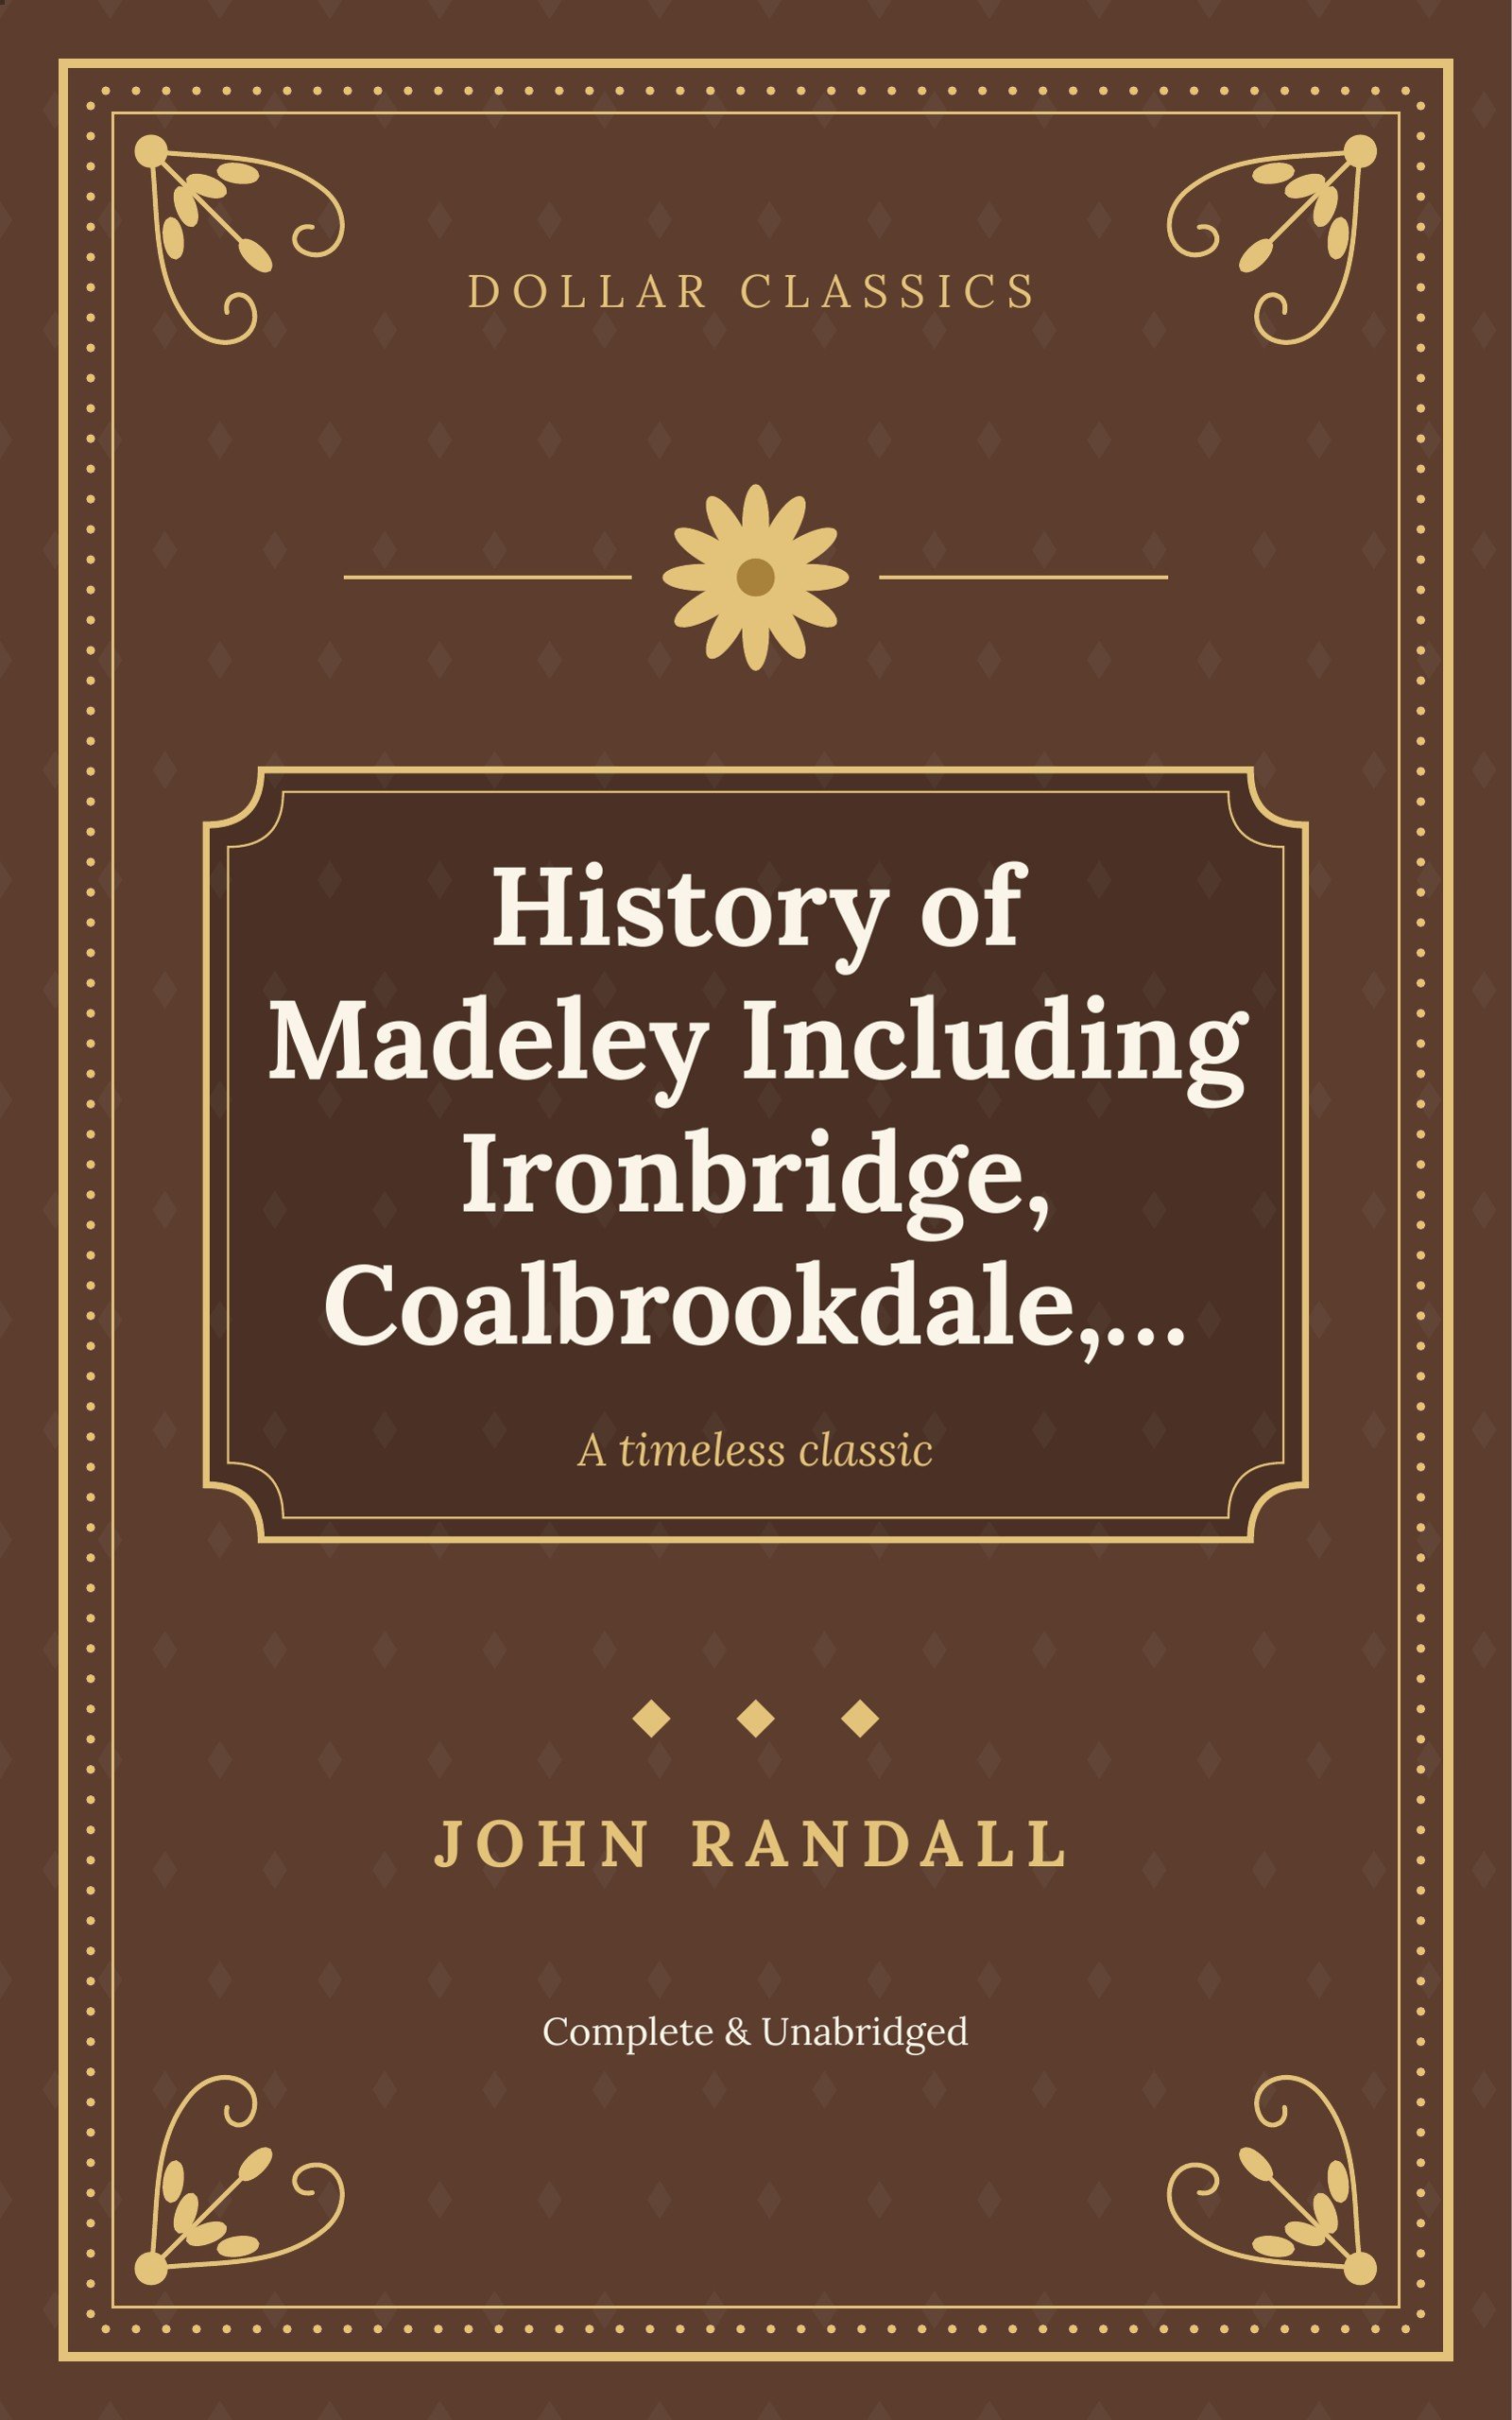 DOLLAR CLASSICS
History of
Madeley Including
Ironbridge,
Coalbrookdale,...
A timeless classic
JOHN RANDALL
Complete & Unabridged